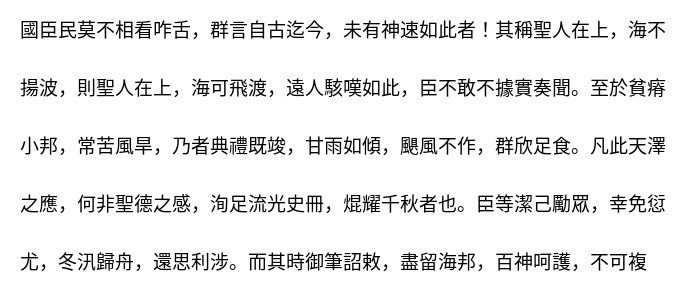 國臣民莫不相看咋舌，群言自古迄今，未有神速如此者！其稱聖人在上，海不
揚波，則聖人在上，海可飛渡，遠人駭嘆如此，臣不敢不據實奏聞。至於貧瘠
小邦，常苦風旱，乃者典禮既竣，甘雨如傾，颶風不作，群欣足食。凡此天澤
之應，何非聖德之感，洵足流光史冊，焜耀千秋者也。臣等潔己勵眾，幸免愆
尤，冬汛歸舟，還思利涉。而其時御筆詔敕，盡留海邦，百神呵護，不可複